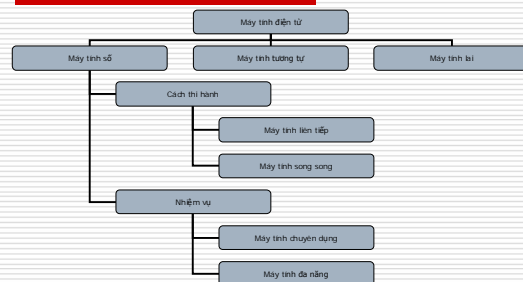 Máy tính điện tử
Máy tính số
Máy tính tương tự
Máy tính lai
Cách thi hành
Máy tính liên tiếp
Máy tính song song
Nhiệm vụ
Máy tính chuyên dụng
Máy tính đa năng